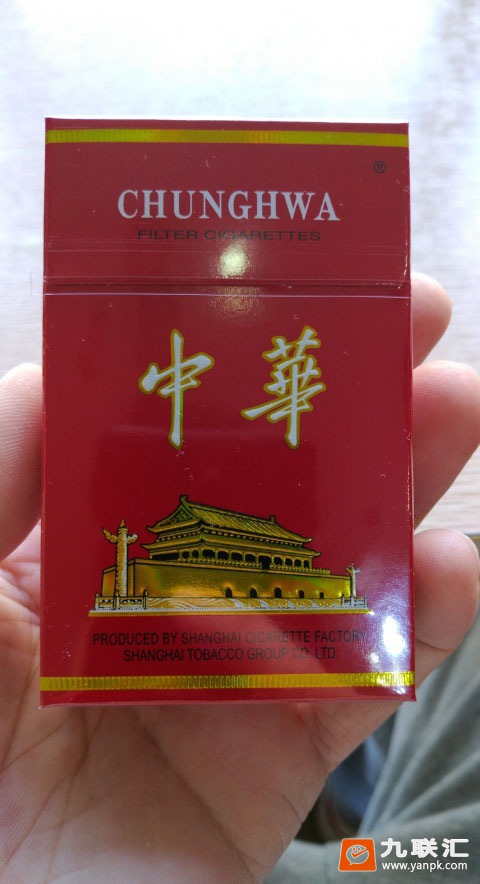 ®
CHUNGHWA
FILTER CIGARETTES
中華
PRODUCED BY SHANGHAI CIGARETTE FACTORY
SHANGHAI TOBACCO GROUP CO. LTD.
九联汇
www.yanpk.com